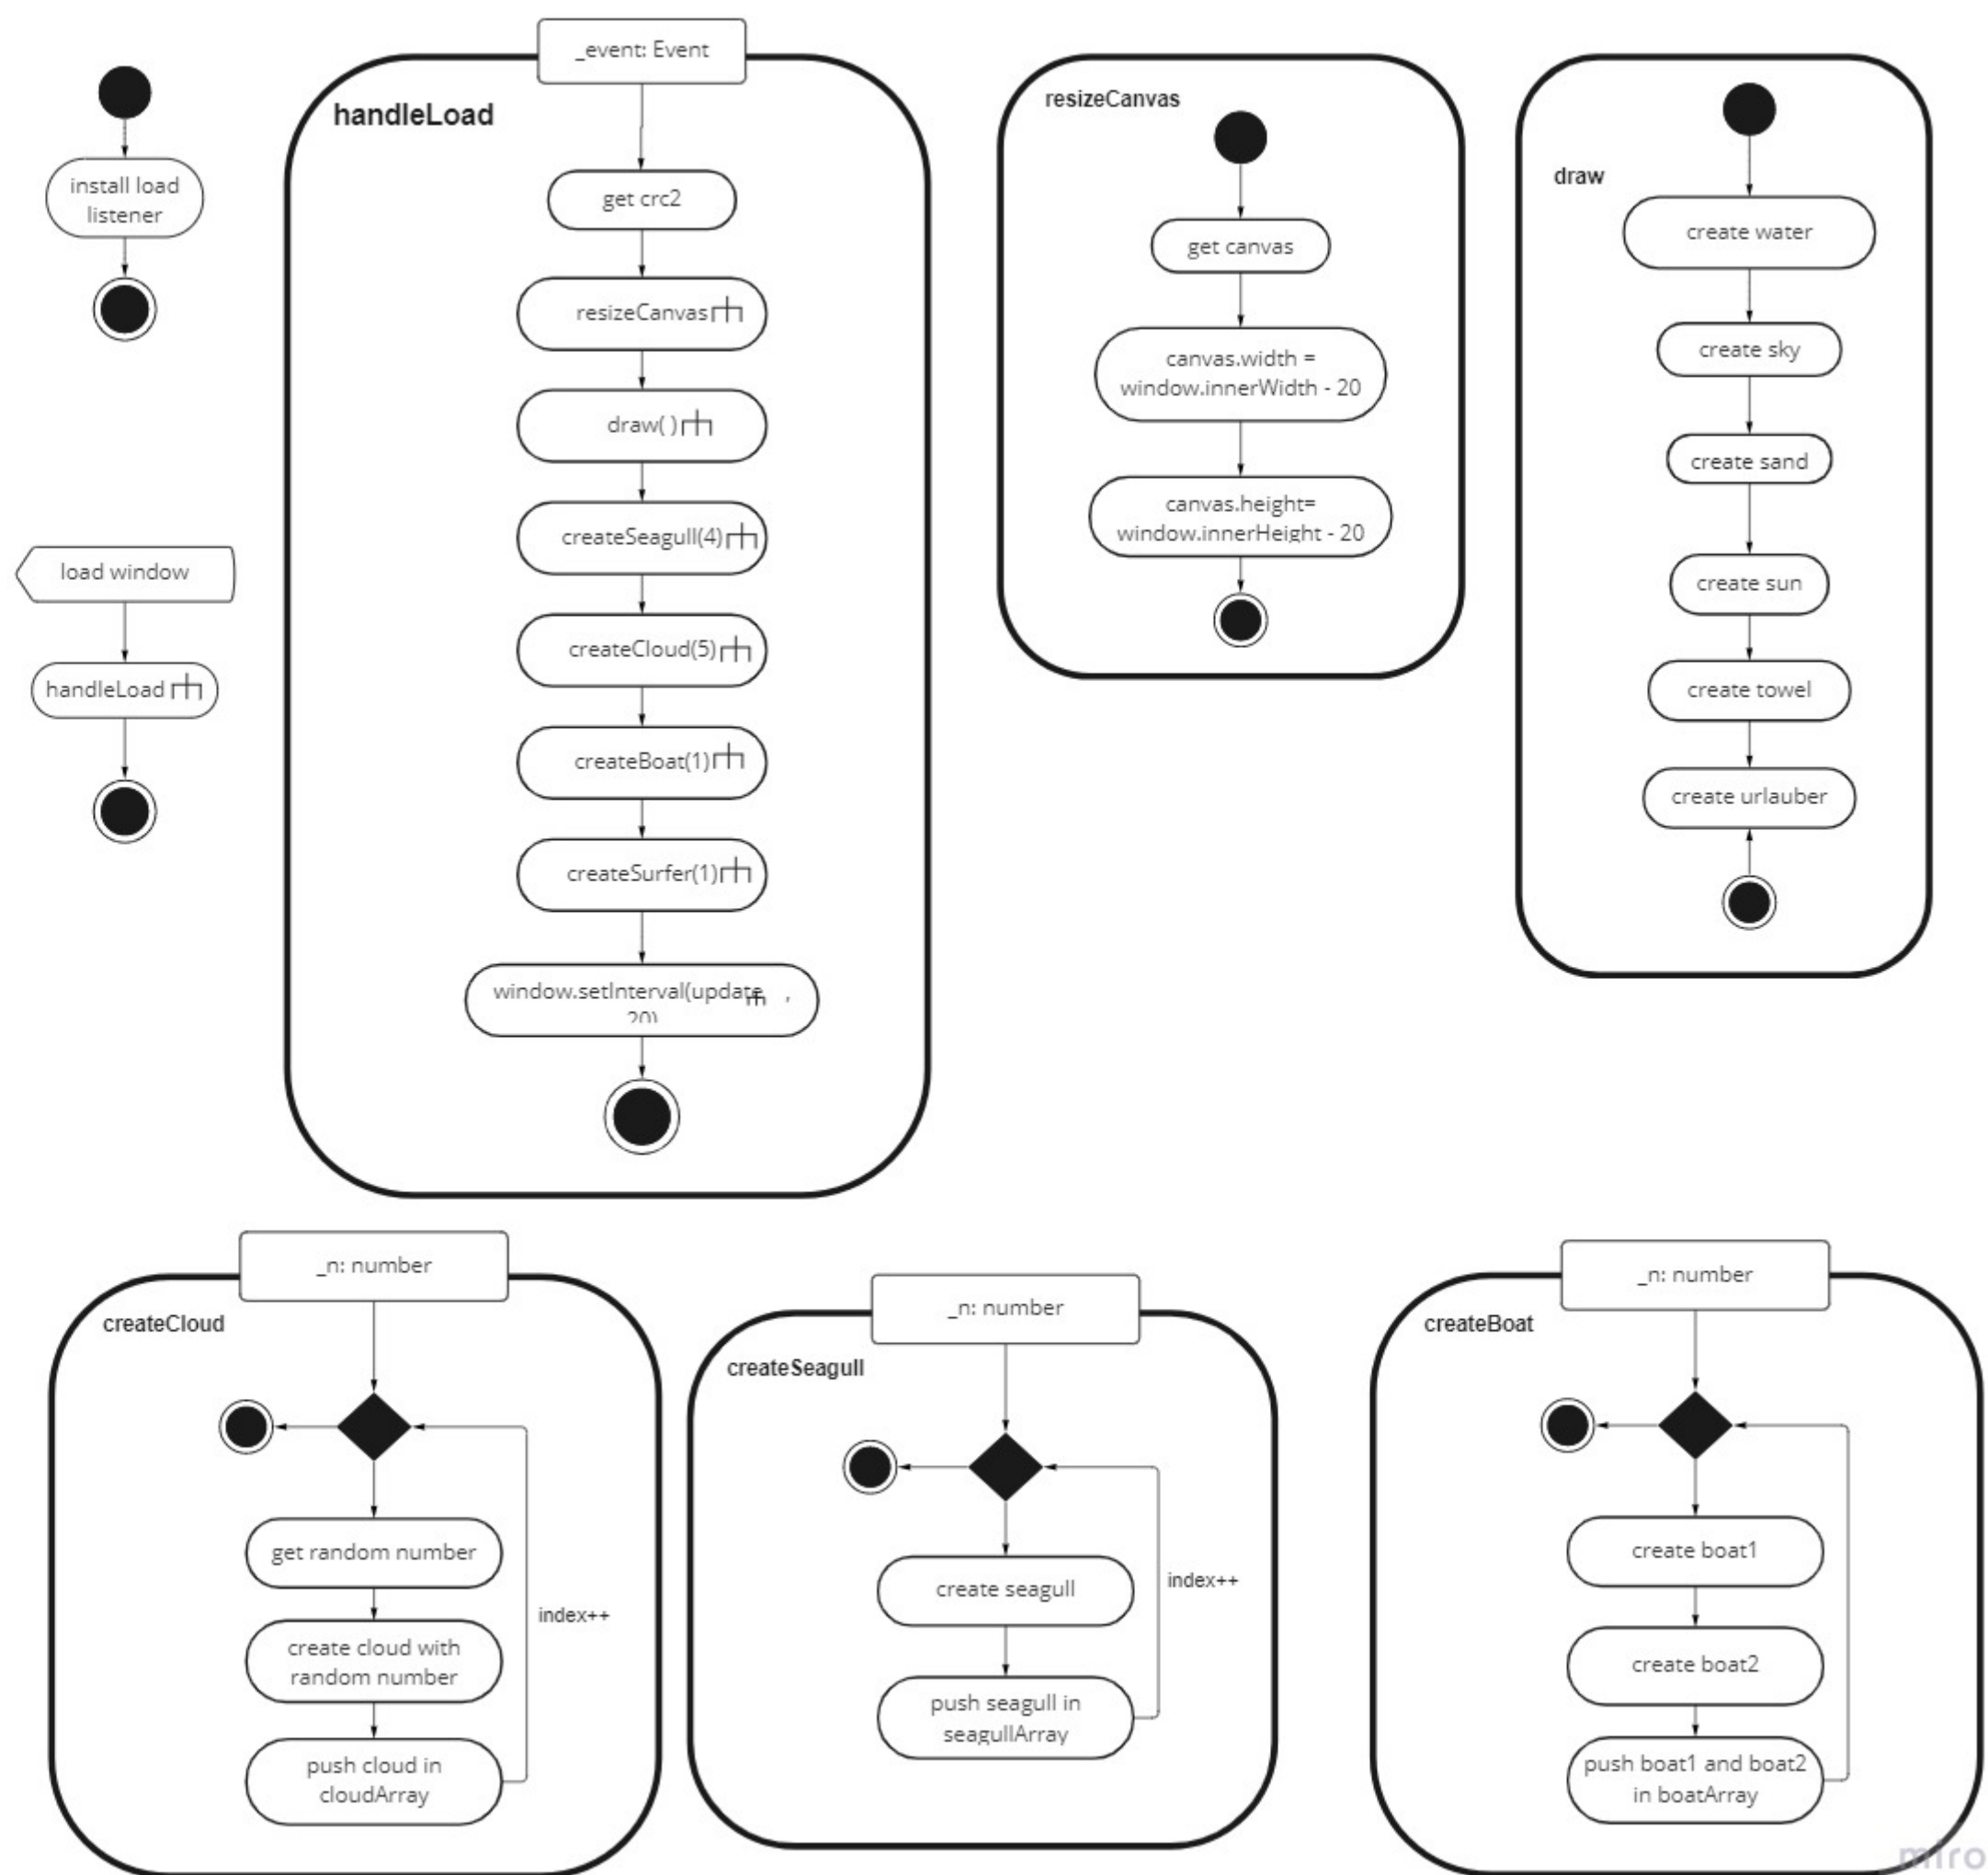 install load
listener
load window
handleLoad
_event: Event
handleLoad
get crc2
resizeCanvas
draw( )
createSeagull(4)
createCloud(5)
createBoat(1)
createSurfer(1)
window.setInterval(update ,
20)
resizeCanvas
get canvas
canvas.width =
window.innerWidth - 20
canvas.height=
window.innerHeight - 20
draw
create water
create sky
create sand
create sun
create towel
create urlauber
_n: number
createCloud
get random number
create cloud with
random number
push cloud in
cloudArray
index++
_n: number
createSeagull
create seagull
push seagull in
seagullArray
index++
_n: number
createBoat
create boat1
create boat2
push boat1 and boat2
in boatArray
miro